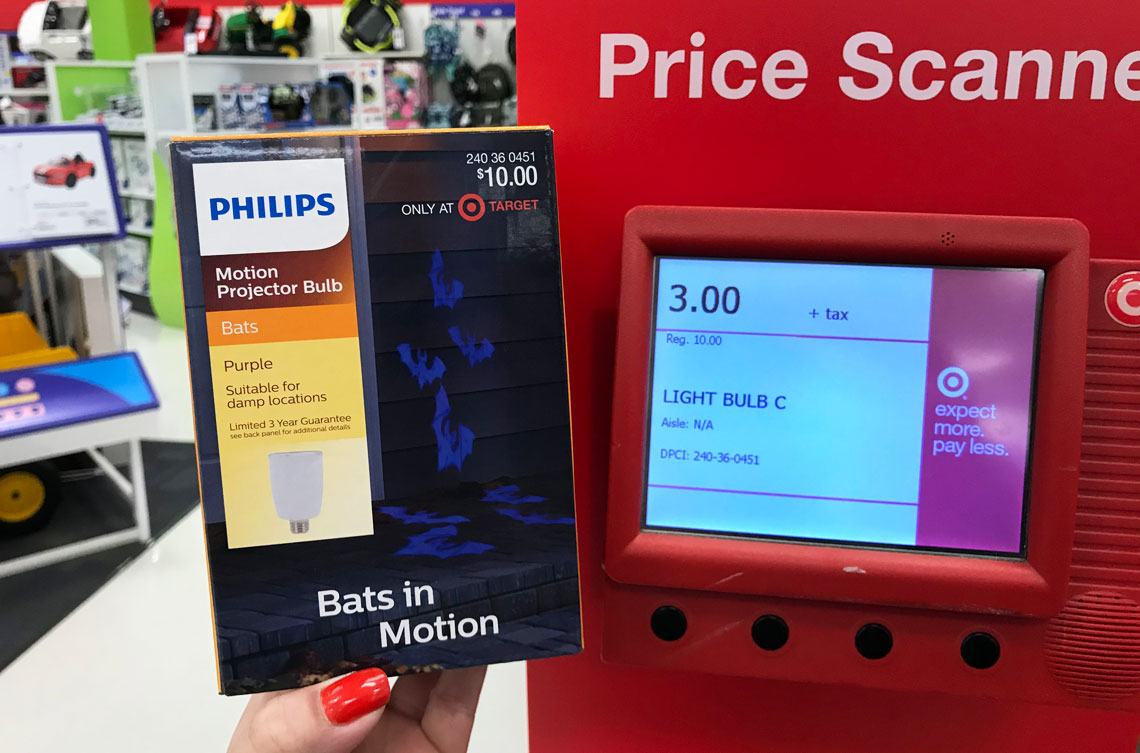 Price Scanne
240 36 0451
$10.00
ONLY AT TARGET
PHILIPS
Motion
Projector Bulb
Bats
Purple
Suitable for
damp locations
Limited 3 Year Guarantee
see back panel for additional details
Bats in
Motion
3.00 + tax
Reg. 10.00
LIGHT BULB C
Aisle: N/A
DPCI: 240-36-0451
expect
more.
pay less.